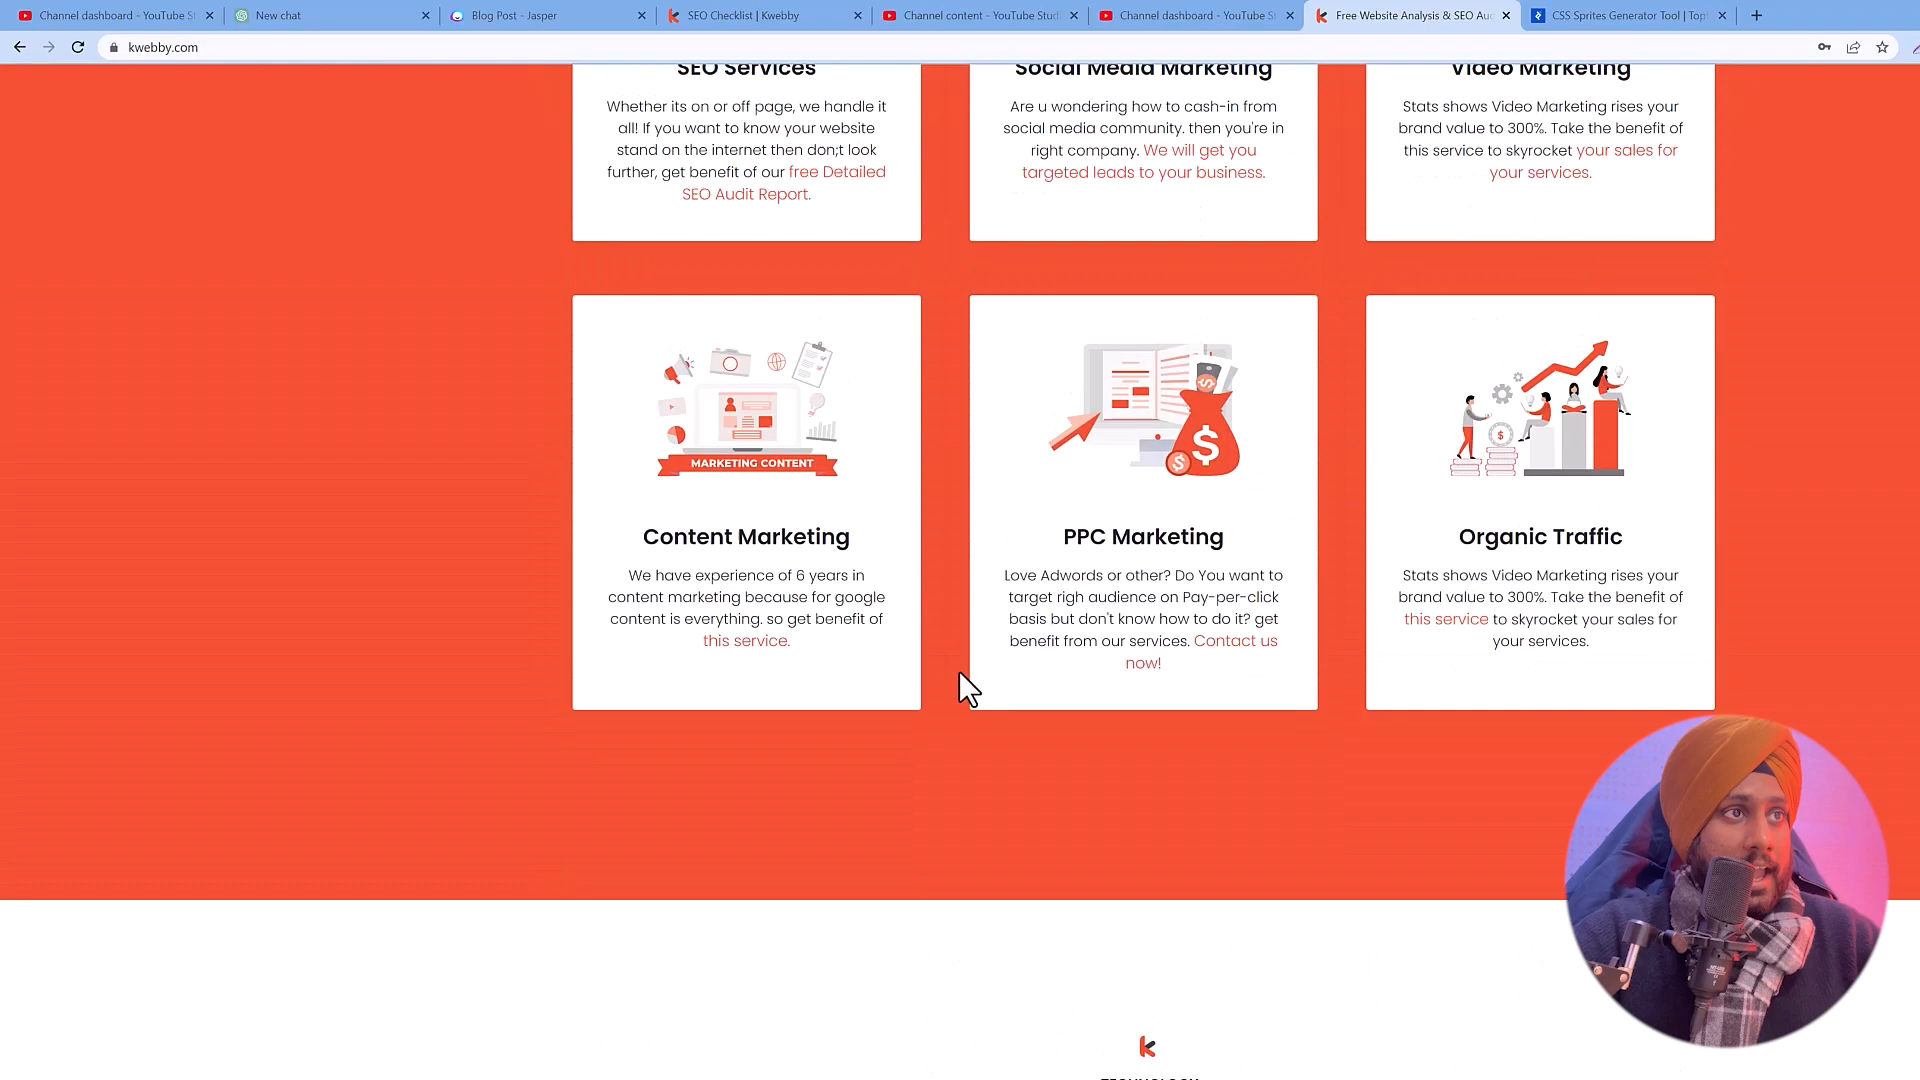 Channel dashboard - YouTube St
New chat
Blog Post - Jasper
SEO Checklist | Kwebby
Channel content - YouTube Stud
Channel dashboard - YouTube St
Free Website Analysis & SEO Aud
CSS Sprites Generator Tool | Topt
kwebby.com
SEO Services
Whether its on or off page, we handle it
all! If you want to know your website
stand on the internet then don;t look
further, get benefit of our free Detailed
SEO Audit Report.
Social Media Marketing
Are u wondering how to cash-in from
social media community. then you're in
right company. We will get you
targeted leads to your business.
Video Marketing
Stats shows Video Marketing rises your
brand value to 300%. Take the benefit of
this service to skyrocket your sales for
your services.
MARKETING CONTENT
Content Marketing
We have experience of 6 years in
content marketing because for google
content is everything. so get benefit of
this service.
$
$
$
PPC Marketing
Love Adwords or other? Do You want to
target righ audience on Pay-per-click
basis but don't know how to do it? get
benefit from our services. Contact us
now!
$
Organic Traffic
Stats shows Video Marketing rises your
brand value to 300%. Take the benefit of
this service to skyrocket your sales for
your services.
TECHNOLOGY